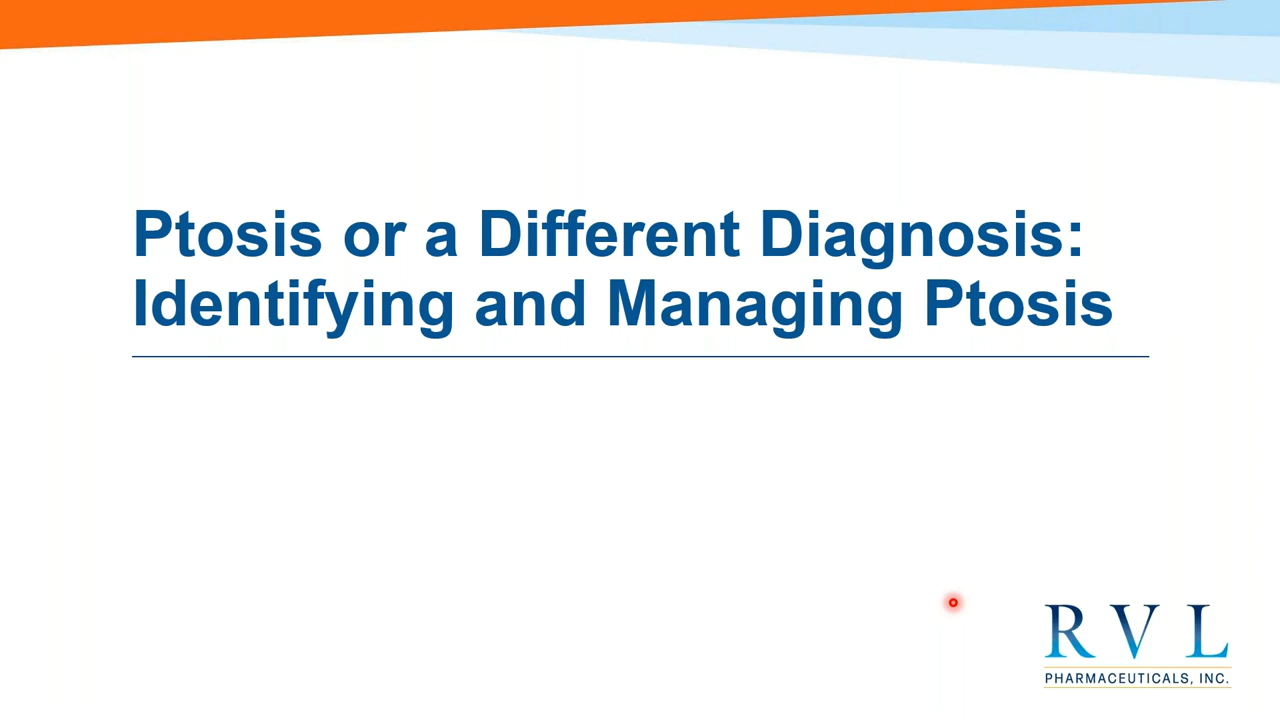 Ptosis or a Different Diagnosis:
Identifying and Managing Ptosis
RVL
PHARMACEUTICALS, INC.